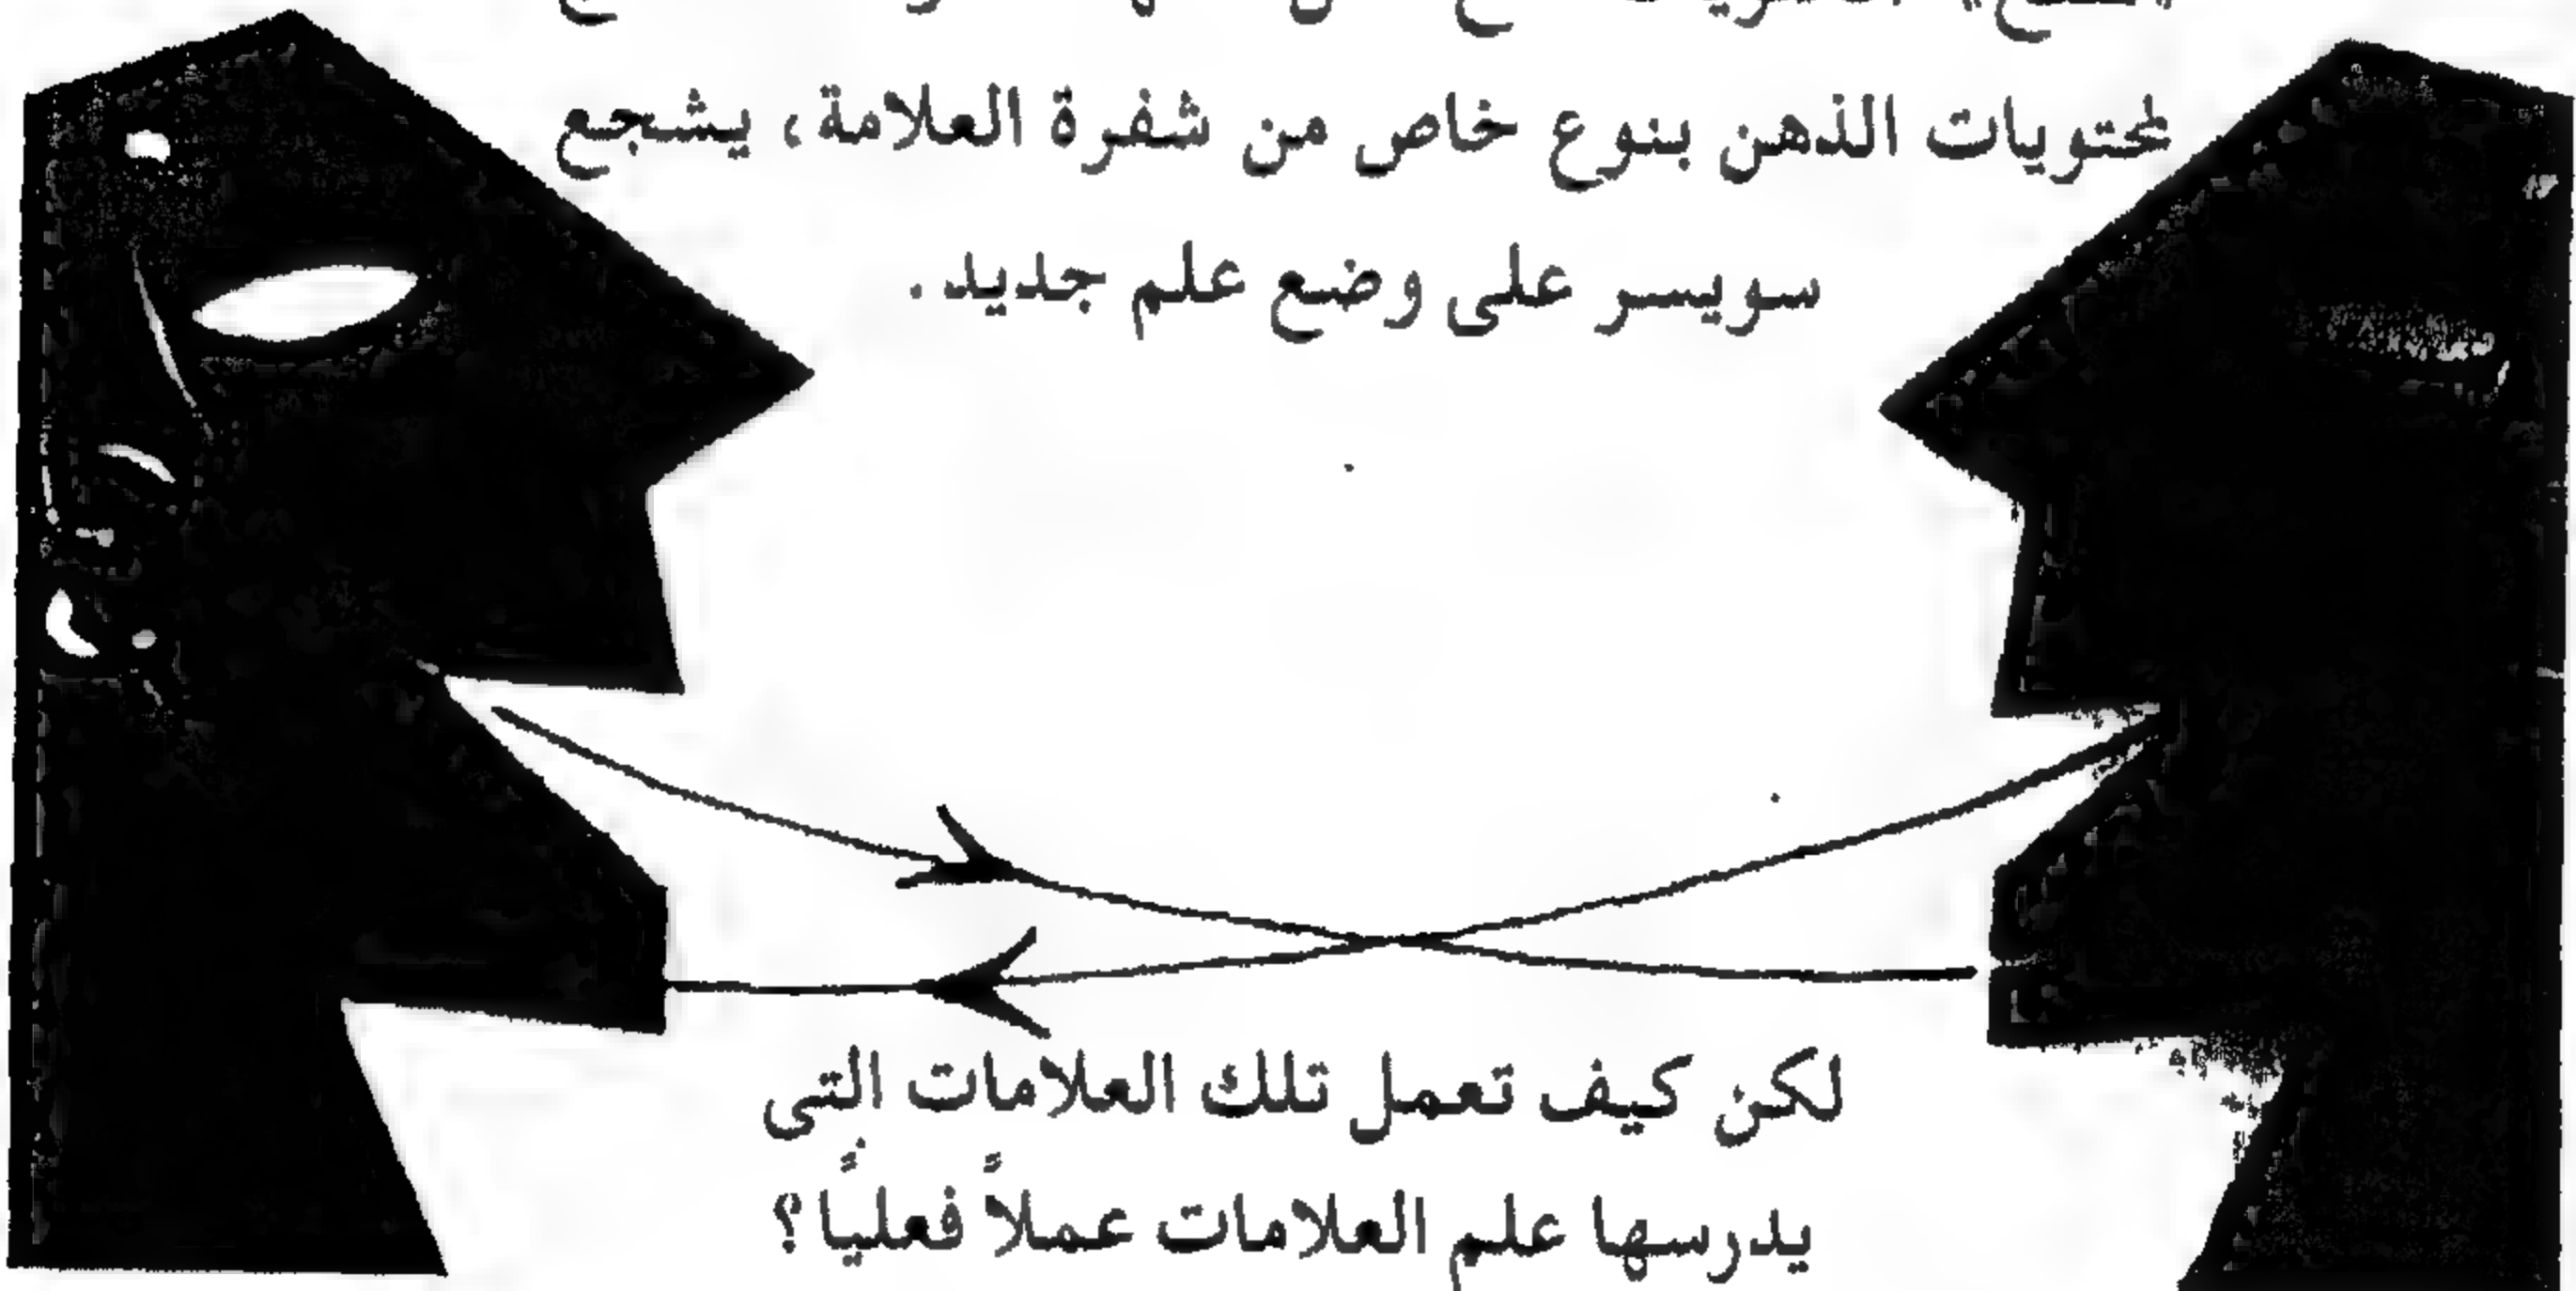 لمحتويات الذهن بنوع خاص من شفرة العلامة، يشجع
سويسر على وضع علم جديد.
لكن كيف تعمل تلك العلامات التى
يدرسها علم العلامات عملاً فعليًا؟